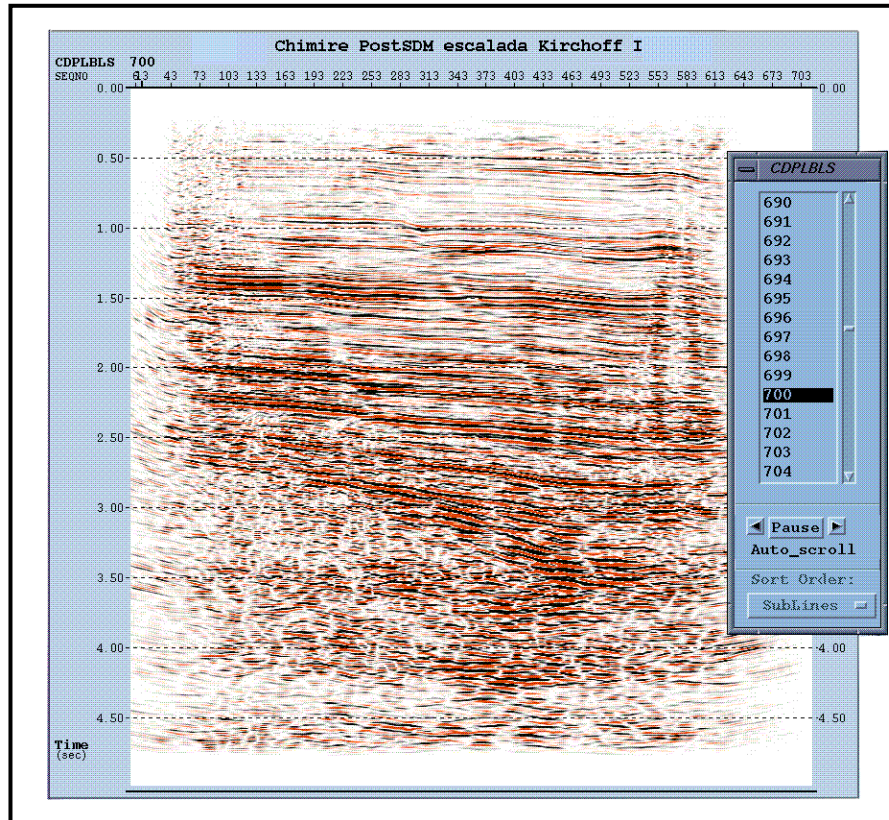 Chimire PostSDM escalada Kirchoff I
CDPLBLS 700
SEQNO 13 43 73 103 133 163 193 223 253 283 313 343 373 403 433 463 493 523 553 583 613 643 673 703
0.00 0.00
0.50
1.00
1.50
2.00
2.50
3.00
3.50
4.00 4.00
4.50 4.50
Time
(sec)
CDPLBLS
690
691
692
693
694
695
696
697
698
699
700
701
702
703
704
Pause
Auto_scroll
Sort Order:
SubLines